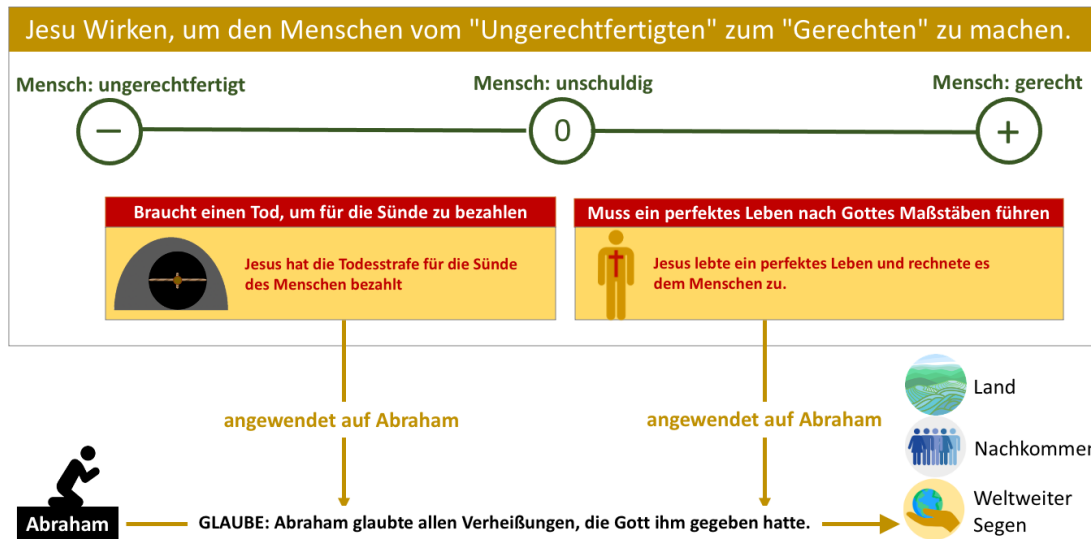 Jesu Wirken, um den Menschen vom "Ungerechtfertigten" zum "Gerechten" zu machen.
Mensch: ungerechtfertigt
Mensch: unschuldig
Mensch: gerecht
−
0
+
Braucht einen Tod, um für die Sünde zu bezahlen
Jesus hat die Todesstrafe für die Sünde
des Menschen bezahlt
Muss ein perfektes Leben nach Gottes Maßstäben führen
Jesus lebte ein perfektes Leben und rechnete es
dem Menschen zu.
angewendet auf Abraham
angewendet auf Abraham
Land
Nachkommen
Weltweiter
Segen
Abraham
GLAUBE: Abraham glaubte allen Verheißungen, die Gott ihm gegeben hatte.